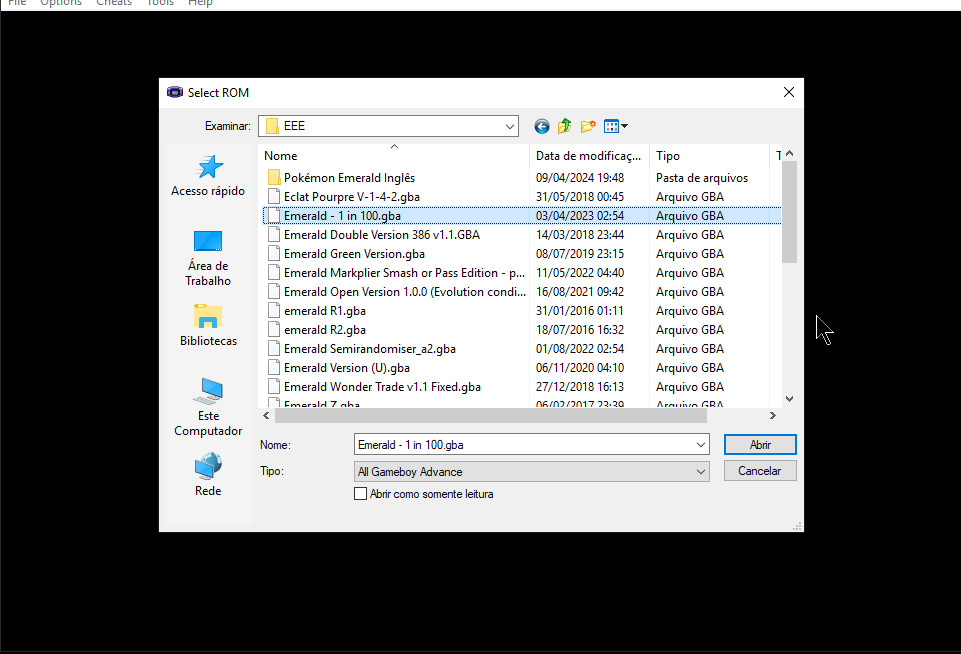 File Options Cheats Tools Help
Select ROM
Examinar: EEE
Nome Data de modificaç... Tipo T
Pokémon Emerald Inglês 09/04/2024 19:48 Pasta de arquivos
Eclat Pourpre V-1-4-2.gba 31/05/2018 00:45 Arquivo GBA
Emerald - 1 in 100.gba 03/04/2023 02:54 Arquivo GBA
Emerald Double Version 386 v1.1.GBA 14/03/2018 23:44 Arquivo GBA
Emerald Green Version.gba 08/07/2019 23:15 Arquivo GBA
Emerald Markplier Smash or Pass Edition - p... 11/05/2022 04:40 Arquivo GBA
Emerald Open Version 1.0.0 (Evolution condi... 16/08/2021 09:42 Arquivo GBA
emerald R1.gba 31/01/2016 01:11 Arquivo GBA
emerald R2.gba 18/07/2016 16:32 Arquivo GBA
Emerald Semirandomiser_a2.gba 01/08/2022 02:54 Arquivo GBA
Emerald Version (U).gba 06/11/2020 04:10 Arquivo GBA
Emerald Wonder Trade v1.1 Fixed.gba 27/12/2018 16:13 Arquivo GBA
Emerald Z.gba 06/02/2017 23:39 Arquivo GBA
Acesso rápido
Área de
Trabalho
Bibliotecas
Este
Computador
Rede
Nome: Emerald - 1 in 100.gba Abrir
Tipo: All Gameboy Advance Cancelar
Abrir como somente leitura